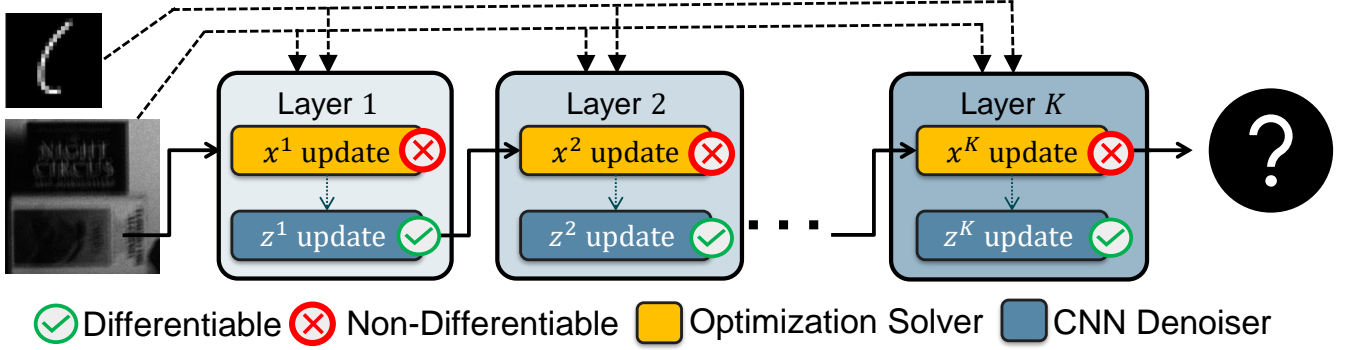 NIGHT
CIRCUS
Layer 1
x¹ update
z¹ update
Layer 2
x² update
z² update
. . .
Layer K
x^K update
z^K update
?
Differentiable
Non-Differentiable
Optimization Solver
CNN Denoiser